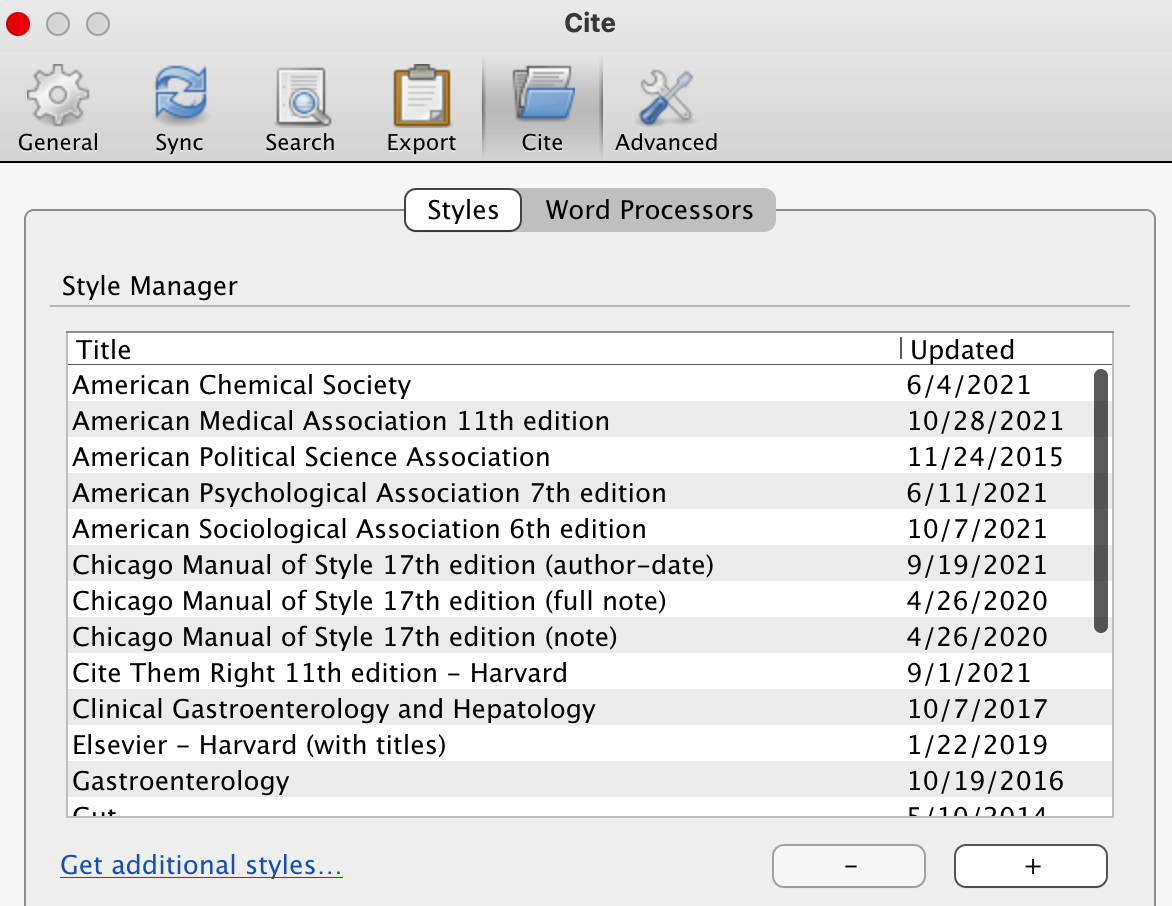 Cite
General Sync Search Export Cite Advanced
Styles Word Processors
Style Manager
Title Updated
American Chemical Society 6/4/2021
American Medical Association 11th edition 10/28/2021
American Political Science Association 11/24/2015
American Psychological Association 7th edition 6/11/2021
American Sociological Association 6th edition 10/7/2021
Chicago Manual of Style 17th edition (author-date) 9/19/2021
Chicago Manual of Style 17th edition (full note) 4/26/2020
Chicago Manual of Style 17th edition (note) 4/26/2020
Cite Them Right 11th edition - Harvard 9/1/2021
Clinical Gastroenterology and Hepatology 10/7/2017
Elsevier - Harvard (with titles) 1/22/2019
Gastroenterology 10/19/2016
Gut 5/10/2014
Get additional styles... - +